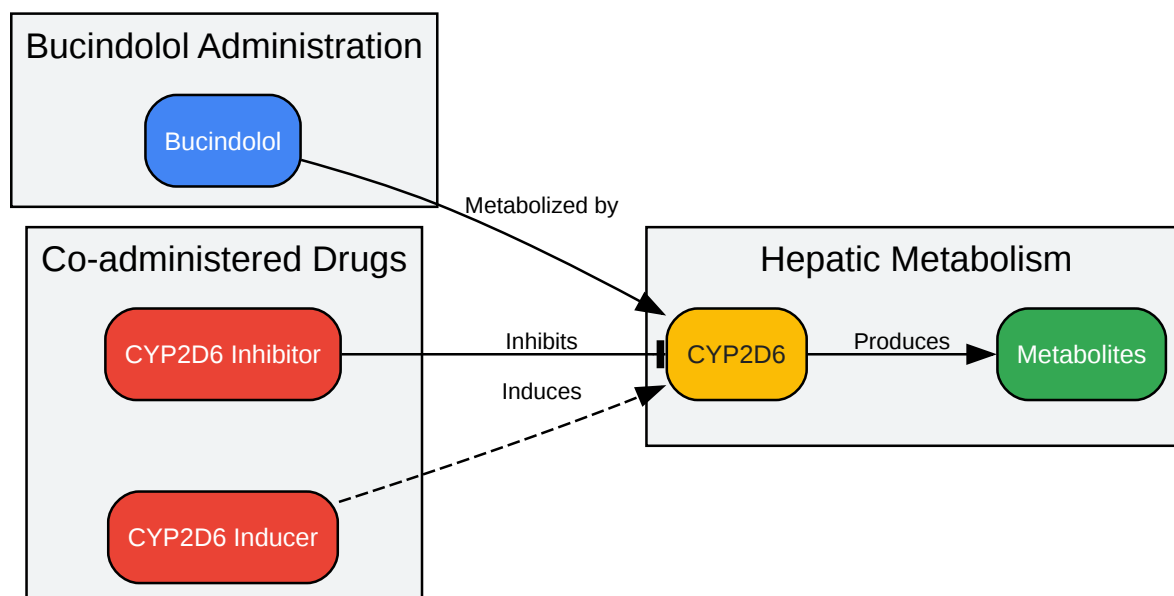 Bucindolol Administration
Bucindolol
Metabolized by
Co-administered Drugs
Hepatic Metabolism
CYP2D6 Inhibitor
Inhibits
CYP2D6
Produces
Metabolites
Induces
CYP2D6 Inducer